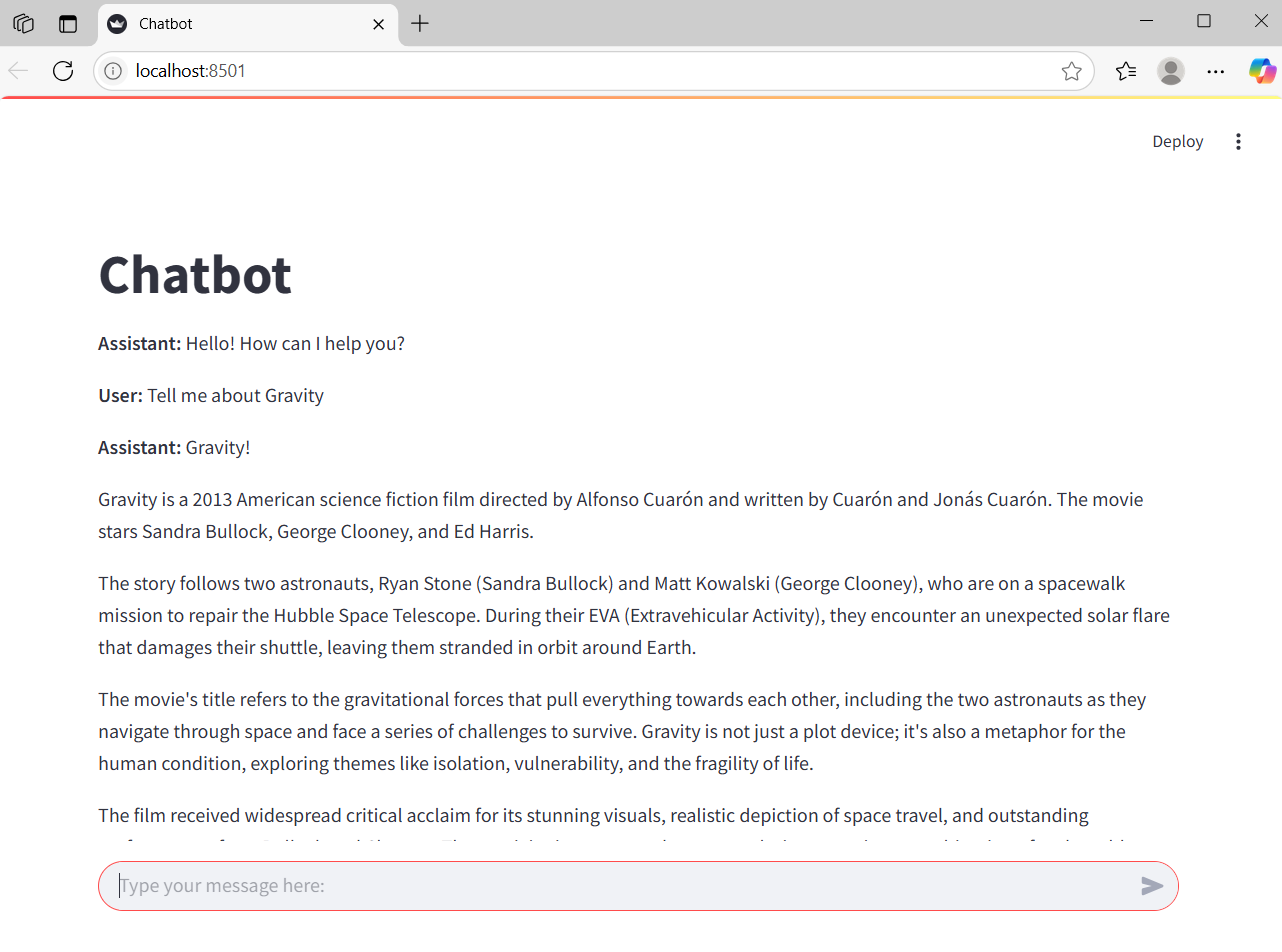 Chatbot
localhost:8501
Deploy
Chatbot
Assistant: Hello! How can I help you?
User: Tell me about Gravity
Assistant: Gravity!
Gravity is a 2013 American science fiction film directed by Alfonso Cuarón and written by Cuarón and Jonás Cuarón. The movie
stars Sandra Bullock, George Clooney, and Ed Harris.
The story follows two astronauts, Ryan Stone (Sandra Bullock) and Matt Kowalski (George Clooney), who are on a spacewalk
mission to repair the Hubble Space Telescope. During their EVA (Extravehicular Activity), they encounter an unexpected solar flare
that damages their shuttle, leaving them stranded in orbit around Earth.
The movie's title refers to the gravitational forces that pull everything towards each other, including the two astronauts as they
navigate through space and face a series of challenges to survive. Gravity is not just a plot device; it's also a metaphor for the
human condition, exploring themes like isolation, vulnerability, and the fragility of life.
The film received widespread critical acclaim for its stunning visuals, realistic depiction of space travel, and outstanding
Type your message here: